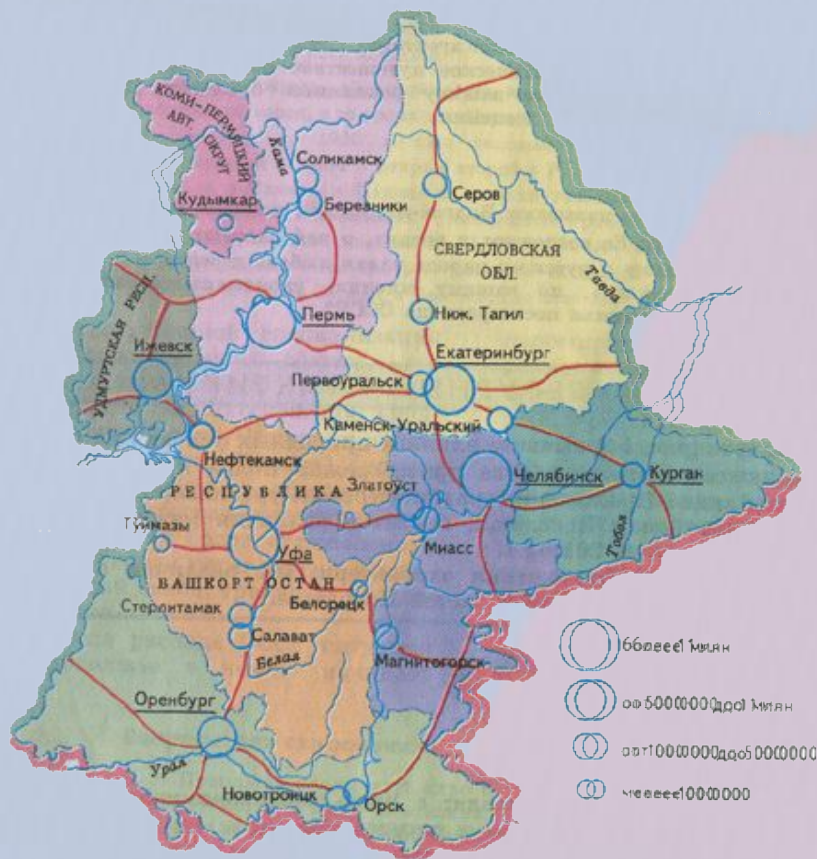 КОМИ-ПЕРМЯЦКИЙ
АВТ. ОКРУГ
Кама
Соликамск
Березники
Кудымкар
Серов
СВЕРДЛОВСКАЯ
ОБЛ.
Тавда
УДМУРТСКАЯ РЕСП.
Пермь
Ниж. Тагил
Ижевск
Екатеринбург
Первоуральск
Каменск-Уральский
Нефтекамск
Челябинск
Курган
РЕСПУБЛИКА
Златоуст
Туймазы
Миасс
Тобол
Уфа
БАШКОРТОСТАН
Белорецк
Стерлитамак
Салават
Белая
Магнитогорск
Оренбург
Урал
Новотроицк
Орск